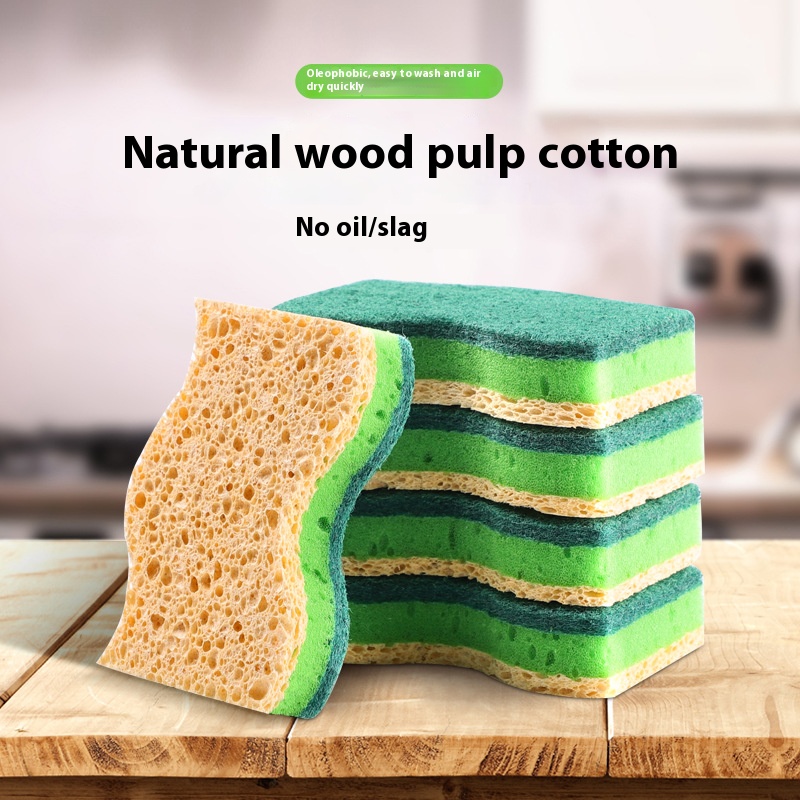 Oleophobic, easy to wash and air
dry quickly
Natural wood pulp cotton
No oil/slag